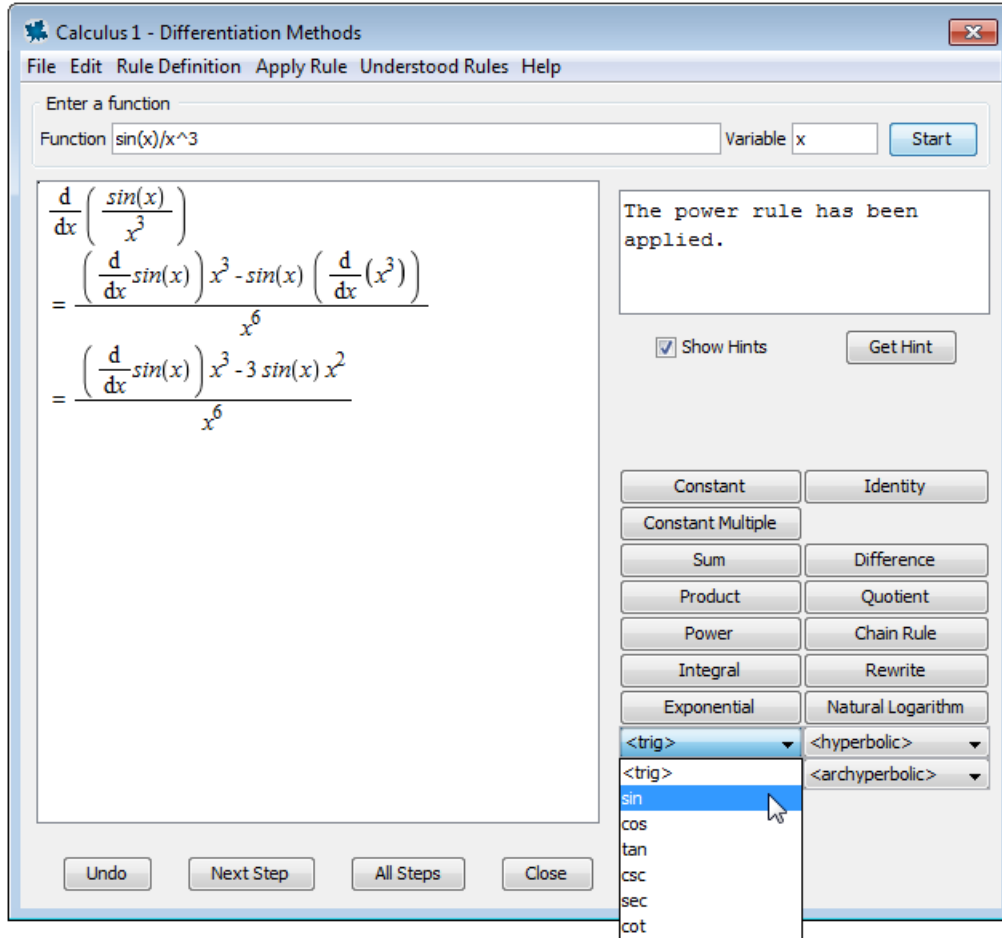 Calculus 1 - Differentiation Methods
File Edit Rule Definition Apply Rule Understood Rules Help
Enter a function
Function sin(x)/x^3 Variable x Start
d/dx ( sin(x) / x^3 )
= ( ( d/dx sin(x) ) x^3 - sin(x) ( d/dx (x^3) ) ) / x^6
= ( ( d/dx sin(x) ) x^3 - 3 sin(x) x^2 ) / x^6
The power rule has been
applied.
Show Hints Get Hint
Constant Identity
Constant Multiple
Sum Difference
Product Quotient
Power Chain Rule
Integral Rewrite
Exponential Natural Logarithm
<trig> <hyperbolic>
<trig> <archyperbolic>
sin
cos
tan
csc
sec
cot
Undo Next Step All Steps Close